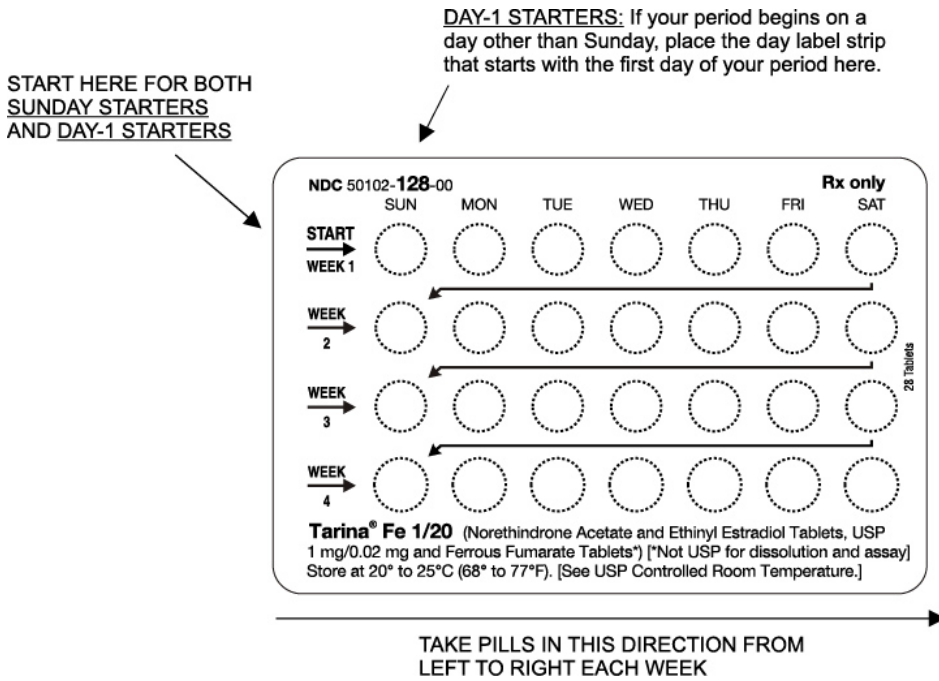 DAY-1 STARTERS: If your period begins on a
day other than Sunday, place the day label strip
that starts with the first day of your period here.
START HERE FOR BOTH
SUNDAY STARTERS
AND DAY-1 STARTERS
NDC 50102-128-00
Rx only
SUN MON TUE WED THU FRI SAT
START
WEEK 1
WEEK
2
WEEK
3
WEEK
4
28 Tablets
Tarina® Fe 1/20 (Norethindrone Acetate and Ethinyl Estradiol Tablets, USP
1 mg/0.02 mg and Ferrous Fumarate Tablets*) [*Not USP for dissolution and assay]
Store at 20° to 25°C (68° to 77°F). [See USP Controlled Room Temperature.]
TAKE PILLS IN THIS DIRECTION FROM
LEFT TO RIGHT EACH WEEK